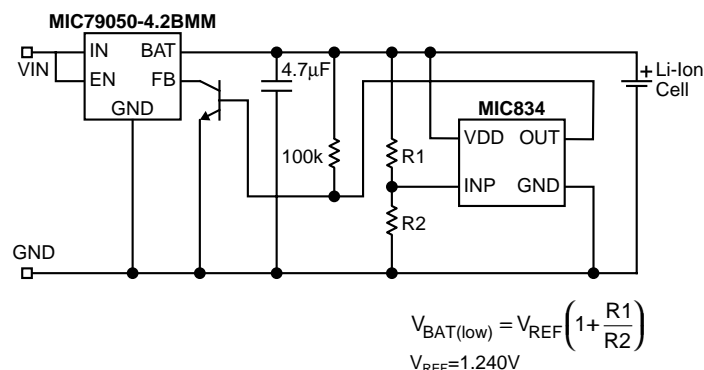 MIC79050-4.2BMM
IN BAT
VIN
EN FB
GND
4.7µF
100k
R1
R2
MIC834
VDD OUT
INP GND
+ Li-Ion
Cell
GND
V_BAT(low) = V_REF(1+R1/R2)
V_REF=1.240V